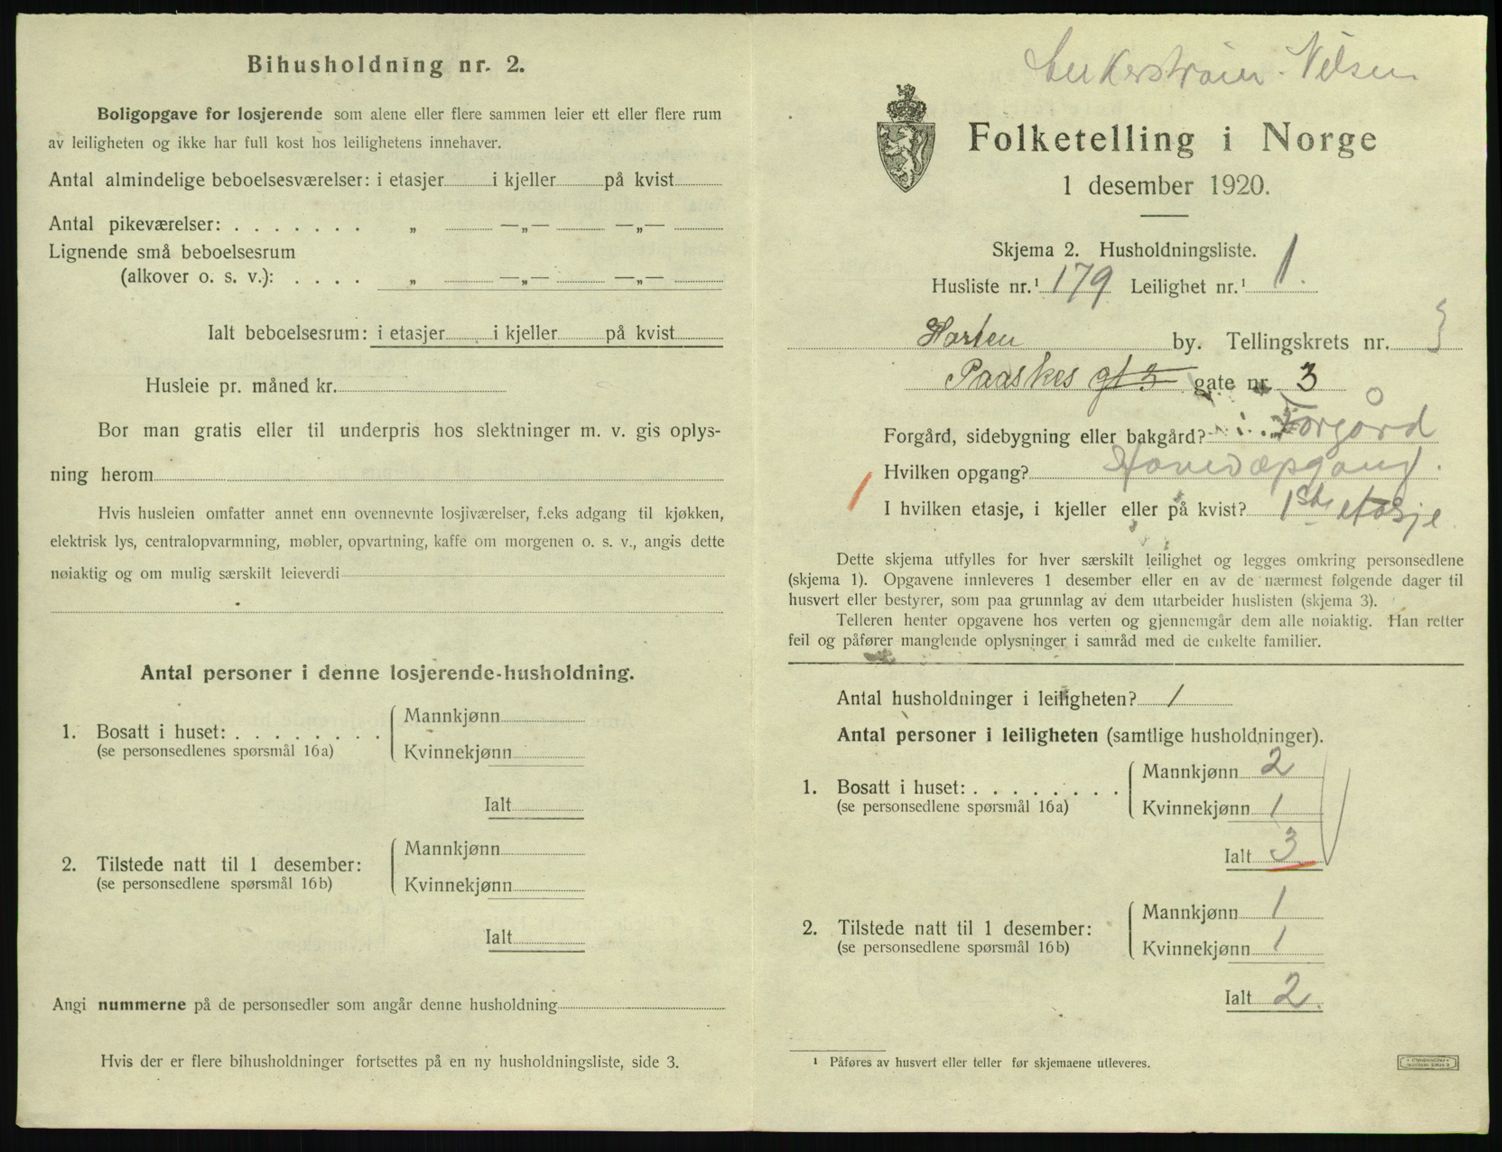 Bihusholdning nr. 2.
Boligopgave for losjerende som alene eller flere sammen leier ett eller flere rum
av leiligheten og ikke har full kost hos leilighetens innehaver.
Antal almindelige beboelsesværelser: i etasjer i kjeller på kvist
Antal pikeværelser: . . . . . . . „ —„— —„—
Lignende små beboelsesrum
(alkover o. s. v.): . . . . „ —„— —„—
Ialt beboelsesrum: i etasjer i kjeller på kvist
Husleie pr. måned kr.
Bor man gratis eller til underpris hos slektninger m. v. gis oplys-
ning herom
Hvis husleien omfatter annet enn ovennevnte losjiværelser, f.eks adgang til kjøkken,
elektrisk lys, centralopvarmning, møbler, opvartning, kaffe om morgenen o. s. v., angis dette
nøiaktig og om mulig særskilt leieverdi
Antal personer i denne losjerende-husholdning.
1. Bosatt i huset: . . . . . . . .
(se personsedlenes spørsmål 16a)
Mannkjønn
Kvinnekjønn
Ialt
2. Tilstede natt til 1 desember:
(se personsedlene spørsmål 16b)
Mannkjønn
Kvinnekjønn
Ialt
Angi nummerne på de personsedler som angår denne husholdning
Hvis der er flere bihusholdninger fortsettes på en ny husholdningsliste, side 3.
Nilsen
Folketelling i Norge
1 desember 1920.
Skjema 2. Husholdningsliste.
Husliste nr.¹ 179 Leilighet nr.¹ 1
Horten by. Tellingskrets nr. 3
Paaskes gt 3 gate nr. 3
Forgård, sidebygning eller bakgård? Forgård
Hvilken opgang? Hovedopgang.
1 I hvilken etasje, i kjeller eller på kvist? 1ste etasje
Dette skjema utfylles for hver særskilt leilighet og legges omkring personsedlene
(skjema 1). Opgavene innleveres 1 desember eller en av de nærmest følgende dager til
husvert eller bestyrer, som paa grunnlag av dem utarbeider huslisten (skjema 3).
Telleren henter opgavene hos verten og gjennemgår dem alle nøiaktig. Han retter
feil og påfører manglende oplysninger i samråd med de enkelte familier.
Antal husholdninger i leiligheten? 1
Antal personer i leiligheten (samtlige husholdninger).
1. Bosatt i huset: . . . . . . . .
(se personsedlene spørsmål 16a)
Mannkjønn 2
Kvinnekjønn 1
Ialt 3
2. Tilstede natt til 1 desember:
(se personsedlene spørsmål 16b)
Mannkjønn 1
Kvinnekjønn 1
Ialt 2.
¹ Påføres av husvert eller teller før skjemaene utleveres.